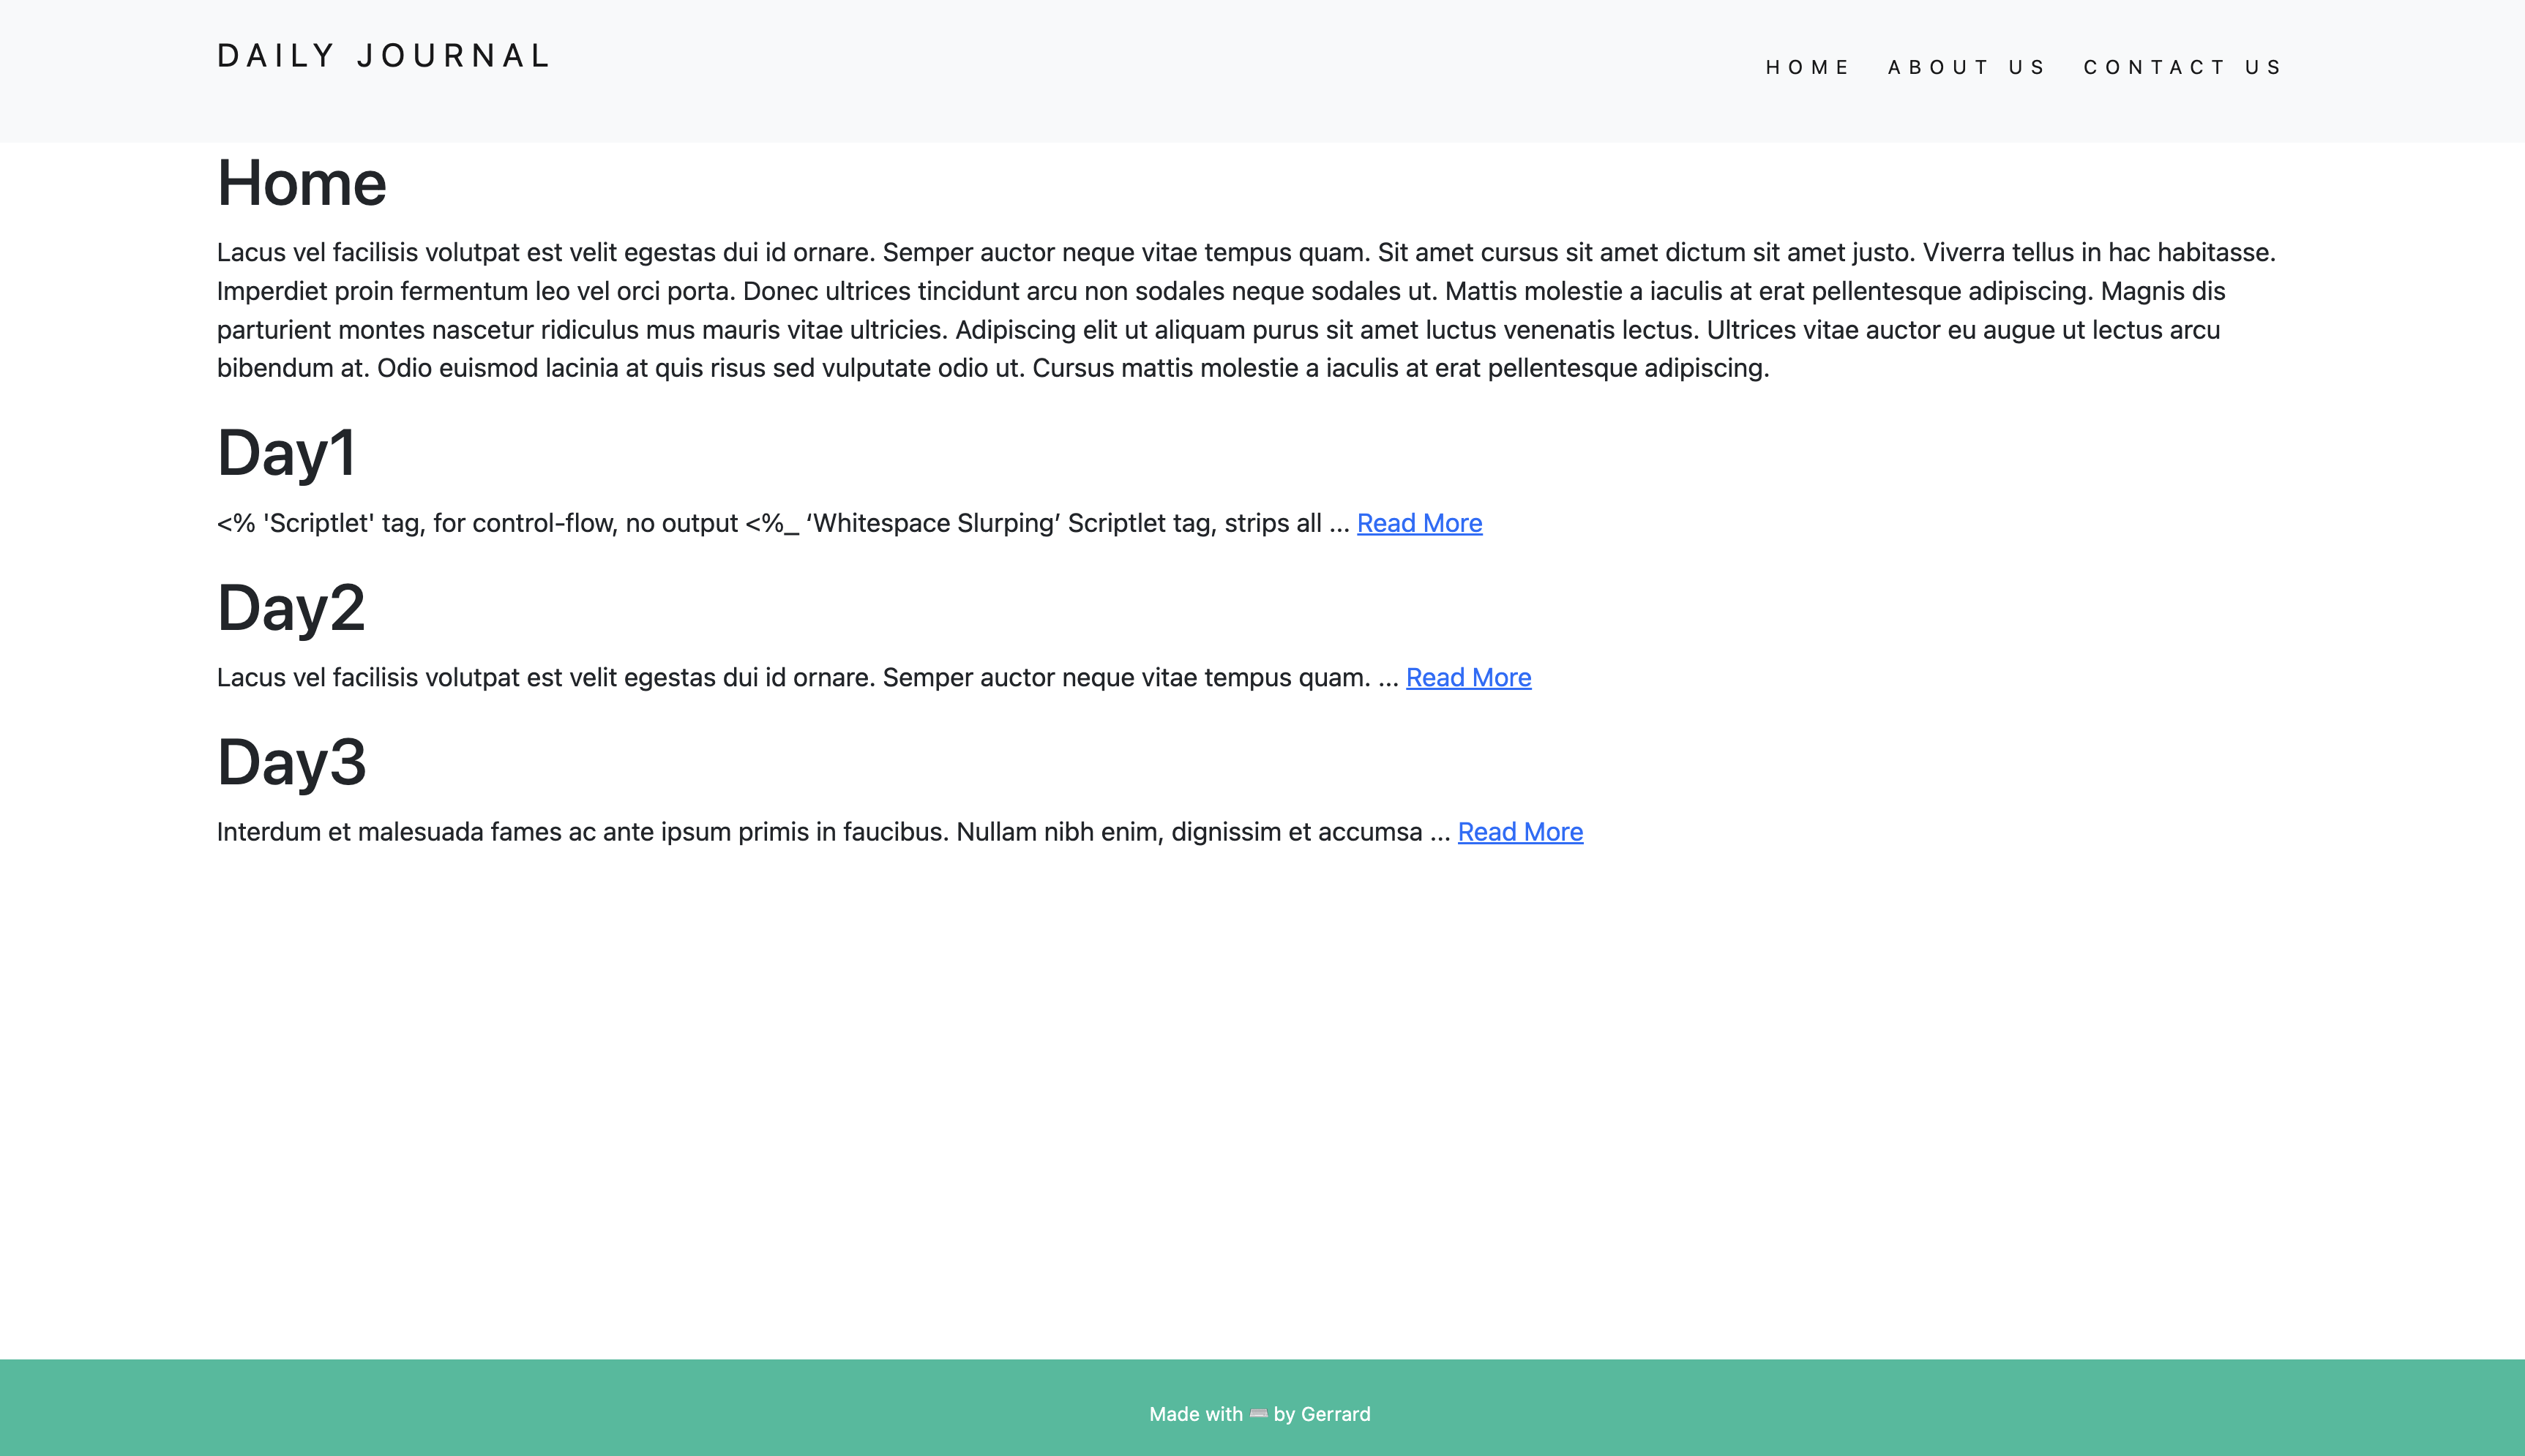 DAILY JOURNAL
HOME ABOUT US CONTACT US
Home
Lacus vel facilisis volutpat est velit egestas dui id ornare. Semper auctor neque vitae tempus quam. Sit amet cursus sit amet dictum sit amet justo. Viverra tellus in hac habitasse.
Imperdiet proin fermentum leo vel orci porta. Donec ultrices tincidunt arcu non sodales neque sodales ut. Mattis molestie a iaculis at erat pellentesque adipiscing. Magnis dis
parturient montes nascetur ridiculus mus mauris vitae ultricies. Adipiscing elit ut aliquam purus sit amet luctus venenatis lectus. Ultrices vitae auctor eu augue ut lectus arcu
bibendum at. Odio euismod lacinia at quis risus sed vulputate odio ut. Cursus mattis molestie a iaculis at erat pellentesque adipiscing.
Day1
<% 'Scriptlet' tag, for control-flow, no output <%_ ‘Whitespace Slurping’ Scriptlet tag, strips all ... Read More
Day2
Lacus vel facilisis volutpat est velit egestas dui id ornare. Semper auctor neque vitae tempus quam. ... Read More
Day3
Interdum et malesuada fames ac ante ipsum primis in faucibus. Nullam nibh enim, dignissim et accumsa ... Read More
Made with ⌨️ by Gerrard